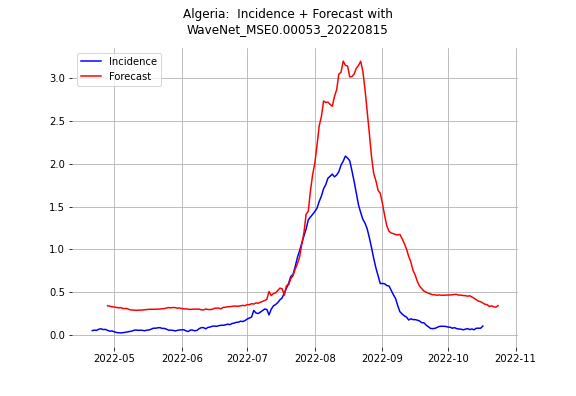 Algeria:  Incidence + Forecast with
WaveNet_MSE0.00053_20220815
Incidence
Forecast
3.0
2.5
2.0
1.5
1.0
0.5
0.0
2022-05 2022-06 2022-07 2022-08 2022-09 2022-10 2022-11